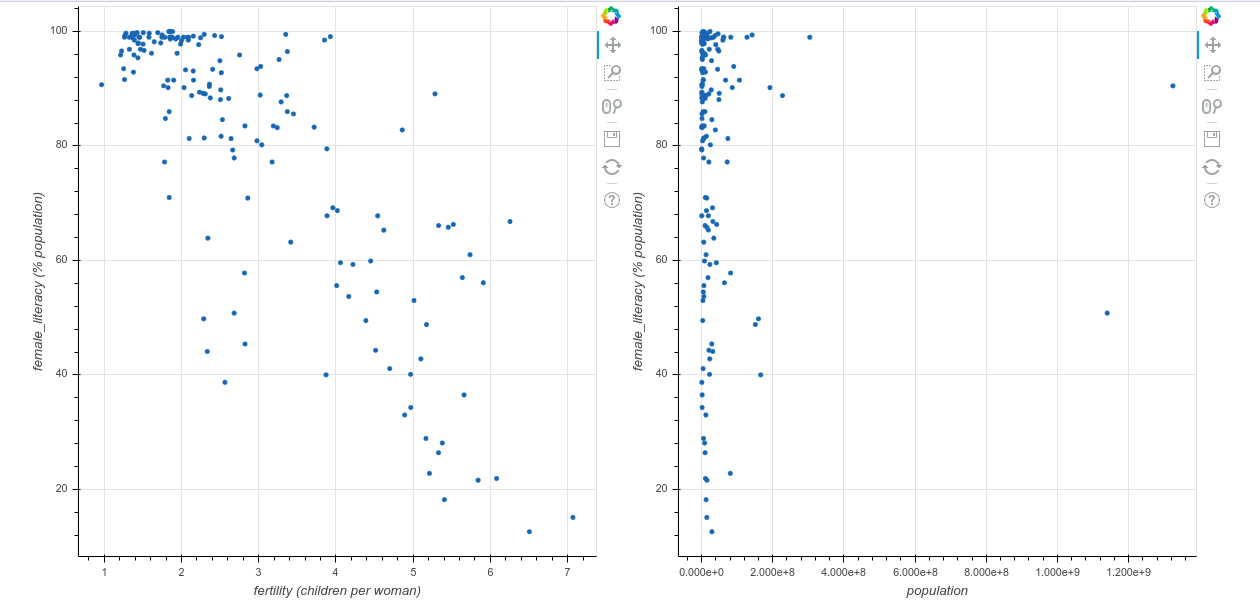 100
80
60
40
20
female_literacy (% population)
1 2 3 4 5 6 7
fertility (children per woman)
?
100
80
60
40
20
female_literacy (% population)
0.000e+0 2.000e+8 4.000e+8 6.000e+8 8.000e+8 1.000e+9 1.200e+9
population
?